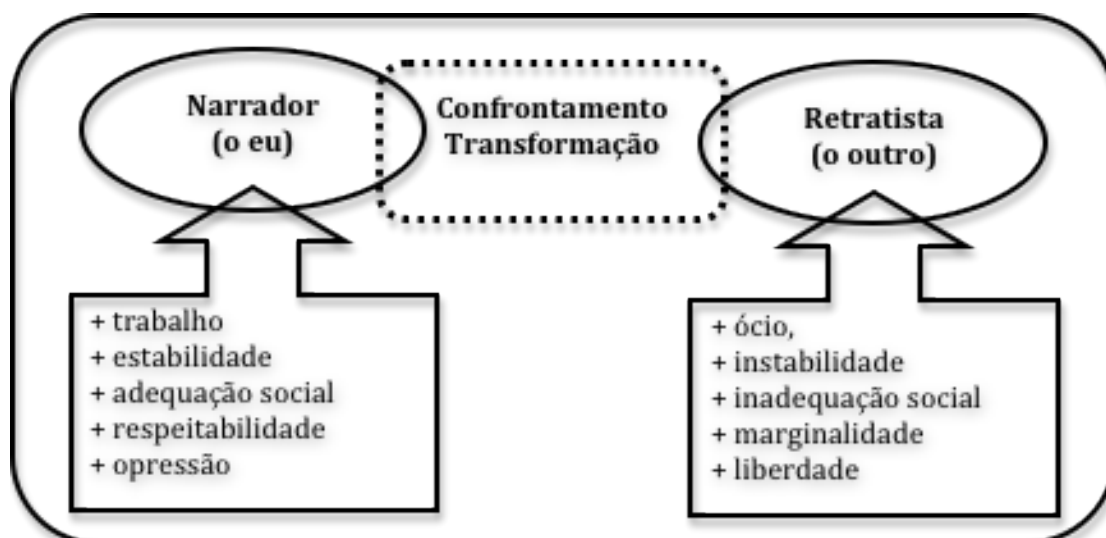 Narrador
(o eu)
Confrontamento
Transformação
Retratista
(o outro)
+ trabalho
+ estabilidade
+ adequação social
+ respeitabilidade
+ opressão
+ ócio,
+ instabilidade
+ inadequação social
+ marginalidade
+ liberdade